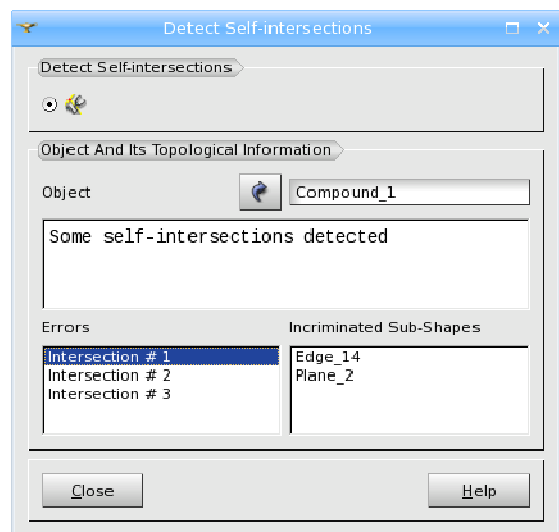 Detect Self-intersections
Detect Self-intersections
Object And Its Topological Information
Object
Compound_1
Some self-intersections detected
Errors
Incriminated Sub-Shapes
Intersection # 1
Intersection # 2
Intersection # 3
Edge_14
Plane_2
Close
Help